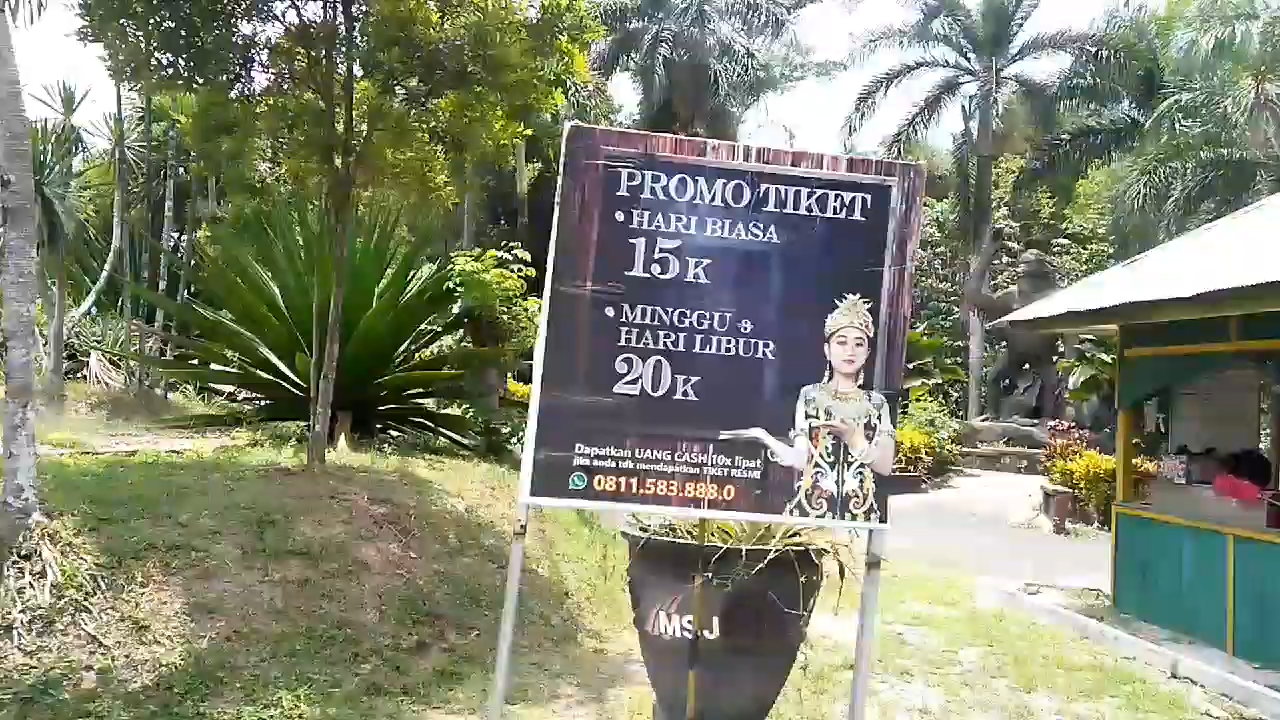 PROMO TIKET
• HARI BIASA
15K
• MINGGU &
HARI LIBUR
20K
Dapatkan UANG CASH 10x lipat
jika anda tdk mendapatkan TIKET RESMI
0811.583.888.0
MSJ